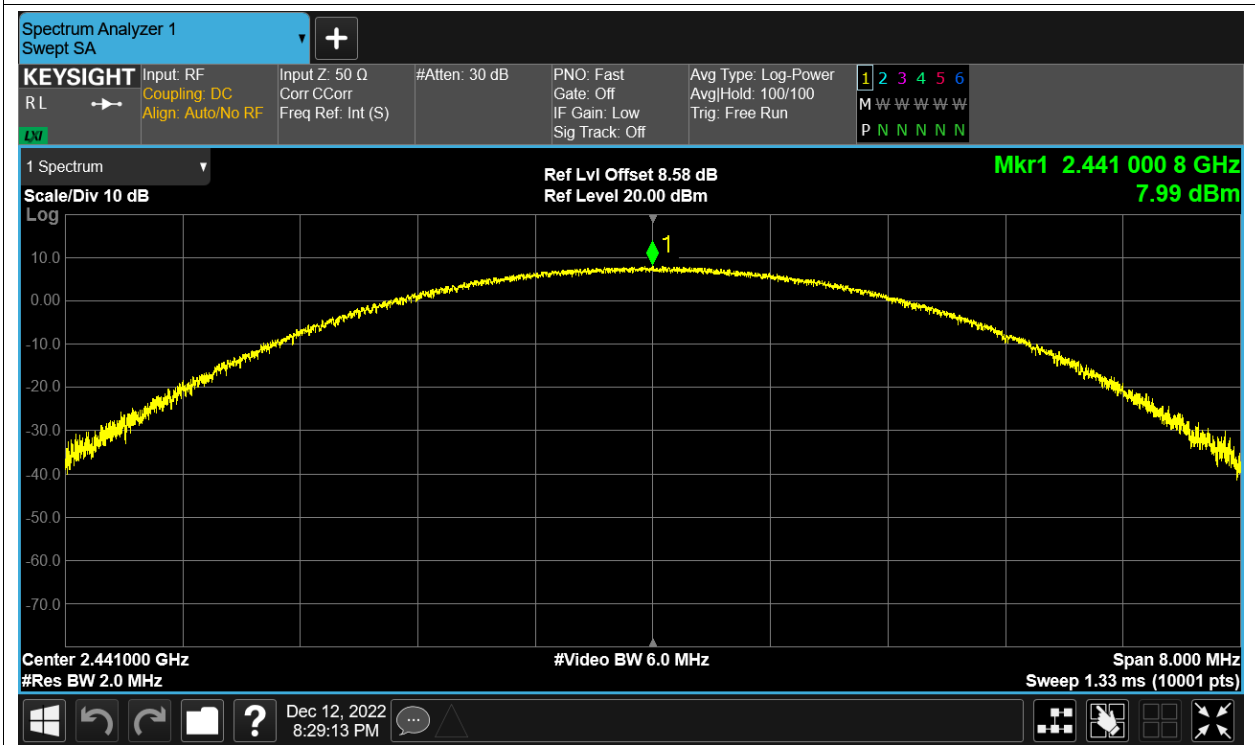 Spectrum Analyzer 1
Swept SA
▼
+
KEYSIGHT
RL
LXI
Input: RF
Coupling: DC
Align: Auto/No RF
Input Z: 50 Ω
Corr CCorr
Freq Ref: Int (S)
#Atten: 30 dB
PNO: Fast
Gate: Off
IF Gain: Low
Sig Track: Off
Avg Type: Log-Power
Avg|Hold: 100/100
Trig: Free Run
1 2 3 4 5 6
M W W W W W
P N N N N N
1 Spectrum ▼
Scale/Div 10 dB
Log
Ref Lvl Offset 8.58 dB
Ref Level 20.00 dBm
Mkr1 2.441 000 8 GHz
7.99 dBm
1
10.0
0.00
-10.0
-20.0
-30.0
-40.0
-50.0
-60.0
-70.0
Center 2.441000 GHz
#Res BW 2.0 MHz
#Video BW 6.0 MHz
Span 8.000 MHz
Sweep 1.33 ms (10001 pts)
?
Dec 12, 2022
8:29:13 PM